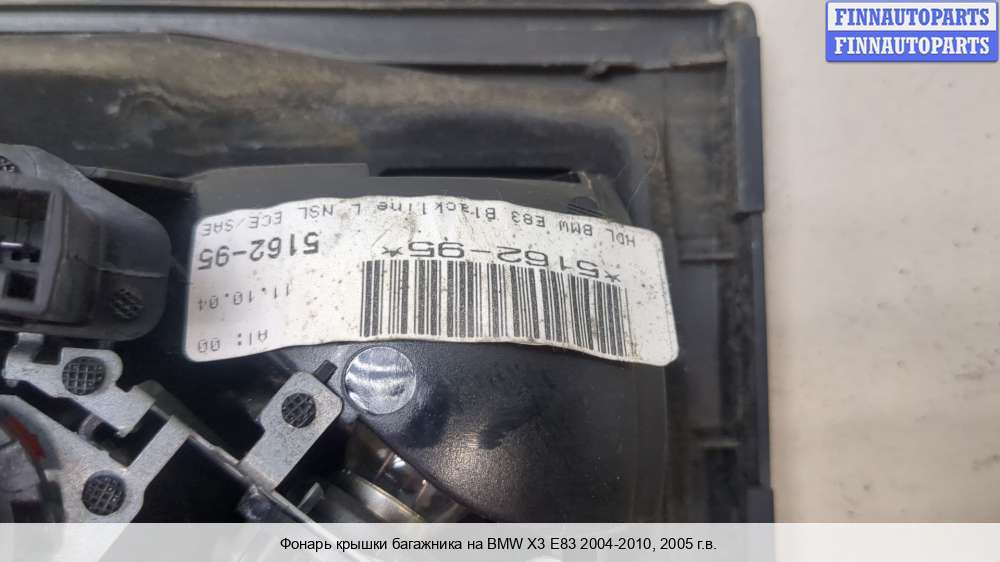 FINNAUTOPARTS
FINNAUTOPARTS
HDL BMW E83 Blackline L NSL ECE/SAE
*5162-95*
5162-95
11.10.04
AI: 00
Фонарь крышки багажника на BMW X3 E83 2004-2010, 2005 г.в.